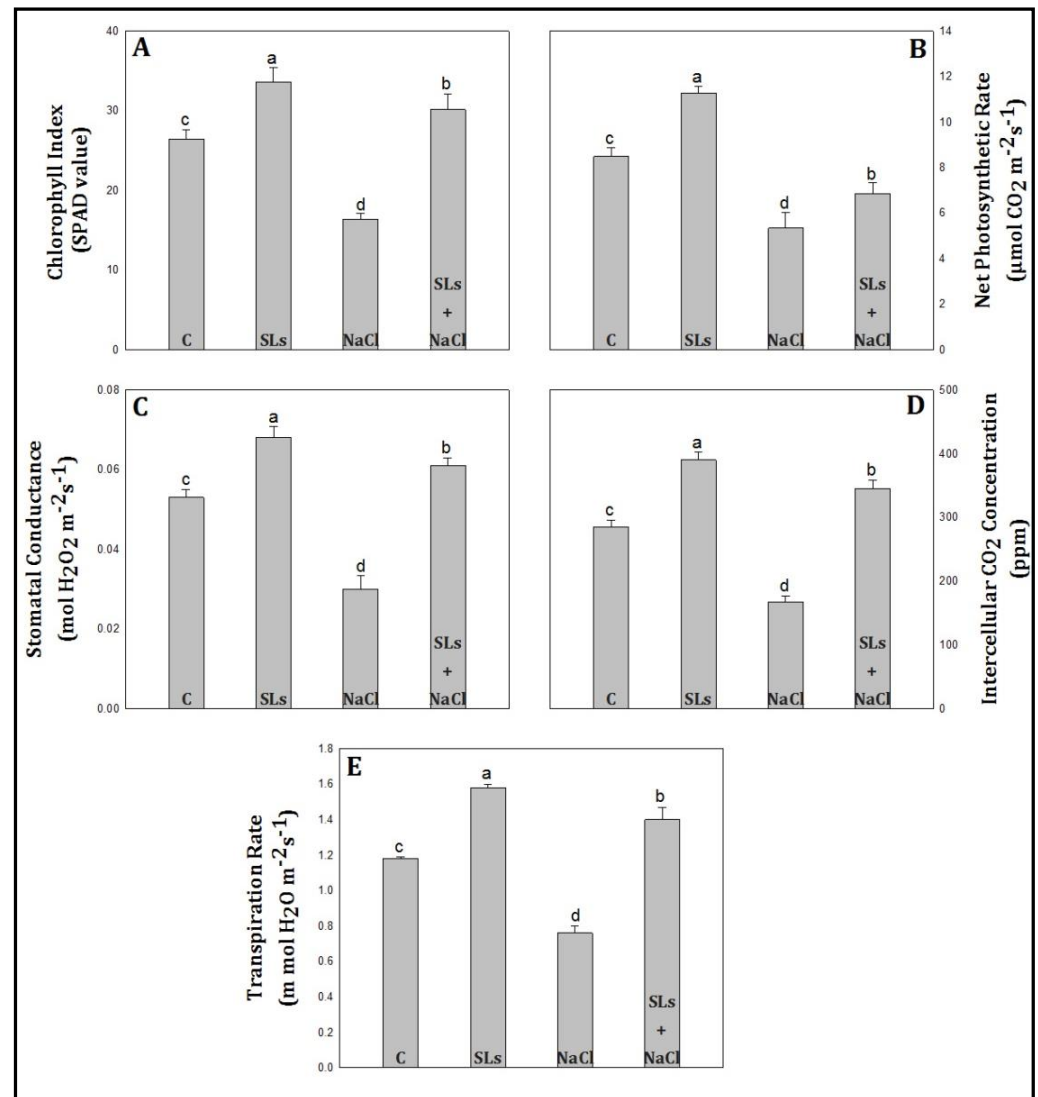 A
Chlorophyll Index
(SPAD value)
40
30
20
10
0
c
a
d
b
C
SLs
NaCl
SLs
+
NaCl
B
Net Photosynthetic Rate
(µmol CO2 m-2s-1)
14
12
10
8
6
4
2
0
c
a
d
b
C
SLs
NaCl
SLs
+
NaCl
C
Stomatal Conductance
(mol H2O2 m-2s-1)
0.08
0.06
0.04
0.02
0.00
c
a
d
b
C
SLs
NaCl
SLs
+
NaCl
D
Intercellular CO2 Concentration
(ppm)
500
400
300
200
100
0
c
a
d
b
C
SLs
NaCl
SLs
+
NaCl
E
Transpiration Rate
(m mol H2O m-2s-1)
1.8
1.6
1.4
1.2
1.0
0.8
0.6
0.4
0.2
0.0
c
a
d
b
C
SLs
NaCl
SLs
+
NaCl